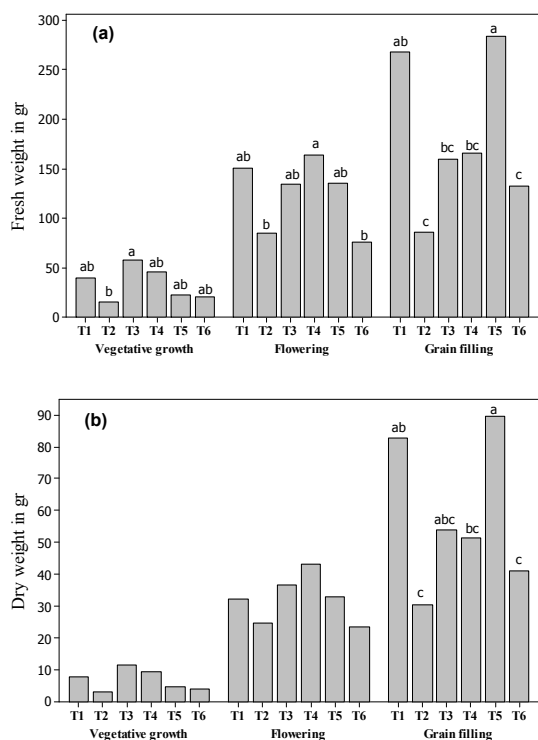 (a)
Fresh weight in gr
300
250
200
150
100
50
0
ab b a ab ab ab
ab b ab a ab b
ab c bc bc a c
T1 T2 T3 T4 T5 T6 T1 T2 T3 T4 T5 T6 T1 T2 T3 T4 T5 T6
Vegetative growth Flowering Grain filling
(b)
Dry weight in gr
90
80
70
60
50
40
30
20
10
0
ab c abc bc a c
T1 T2 T3 T4 T5 T6 T1 T2 T3 T4 T5 T6 T1 T2 T3 T4 T5 T6
Vegetative growth Flowering Grain filling